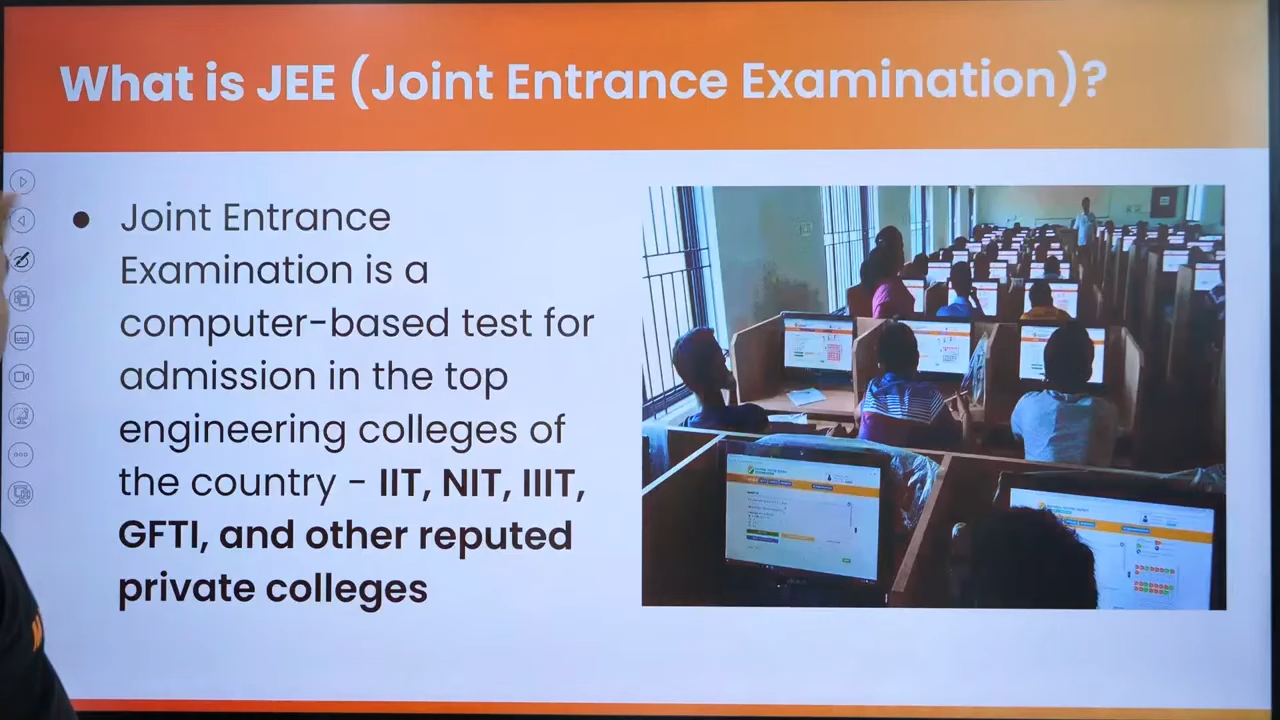 What is JEE (Joint Entrance Examination)?
Joint Entrance
Examination is a
computer-based test for
admission in the top
engineering colleges of
the country - IIT, NIT, IIIT,
GFTI, and other reputed
private colleges